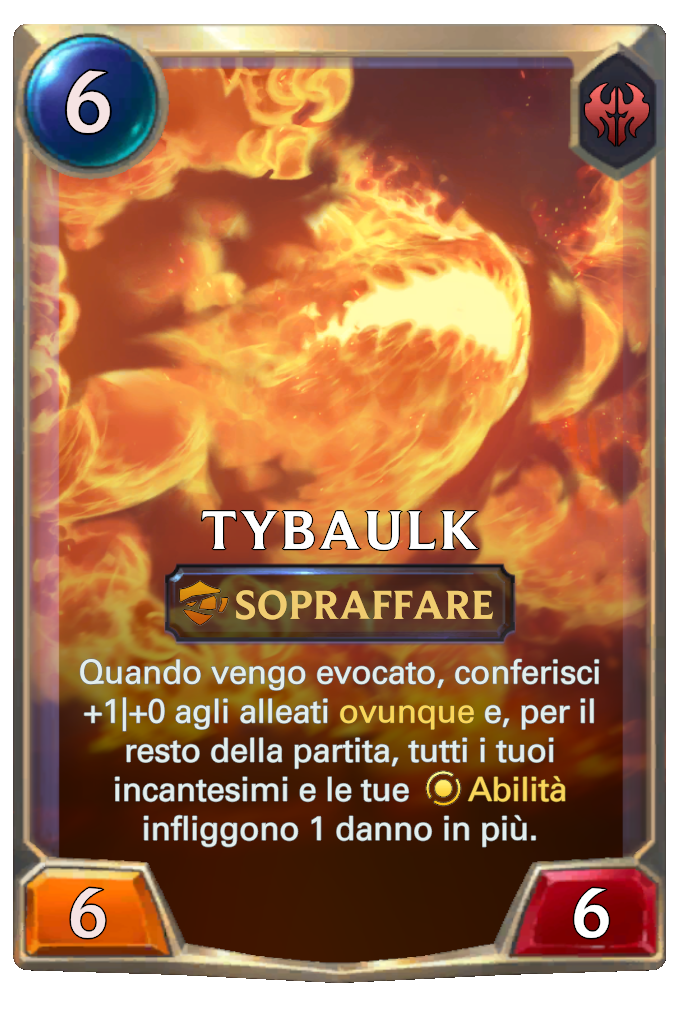 6
TYBAULK
SOPRAFFARE
Quando vengo evocato, conferisci
+1|+0 agli alleati ovunque e, per il
resto della partita, tutti i tuoi
incantesimi e le tue Abilità
infliggono 1 danno in più.
6
6